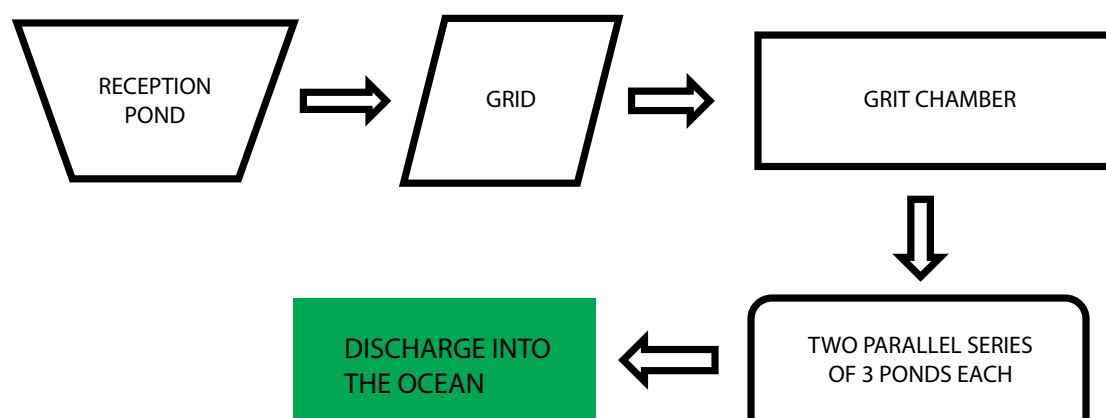 RECEPTION
POND
GRID
GRIT CHAMBER
TWO PARALLEL SERIES
OF 3 PONDS EACH
DISCHARGE INTO
THE OCEAN